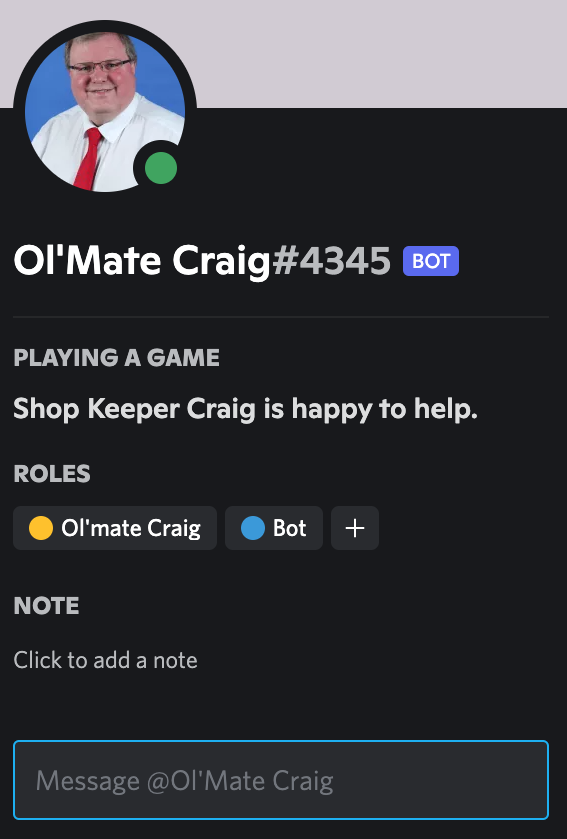 Ol'Mate Craig#4345 BOT
PLAYING A GAME
Shop Keeper Craig is happy to help.
ROLES
Ol'mate Craig Bot +
NOTE
Click to add a note
Message @Ol'Mate Craig